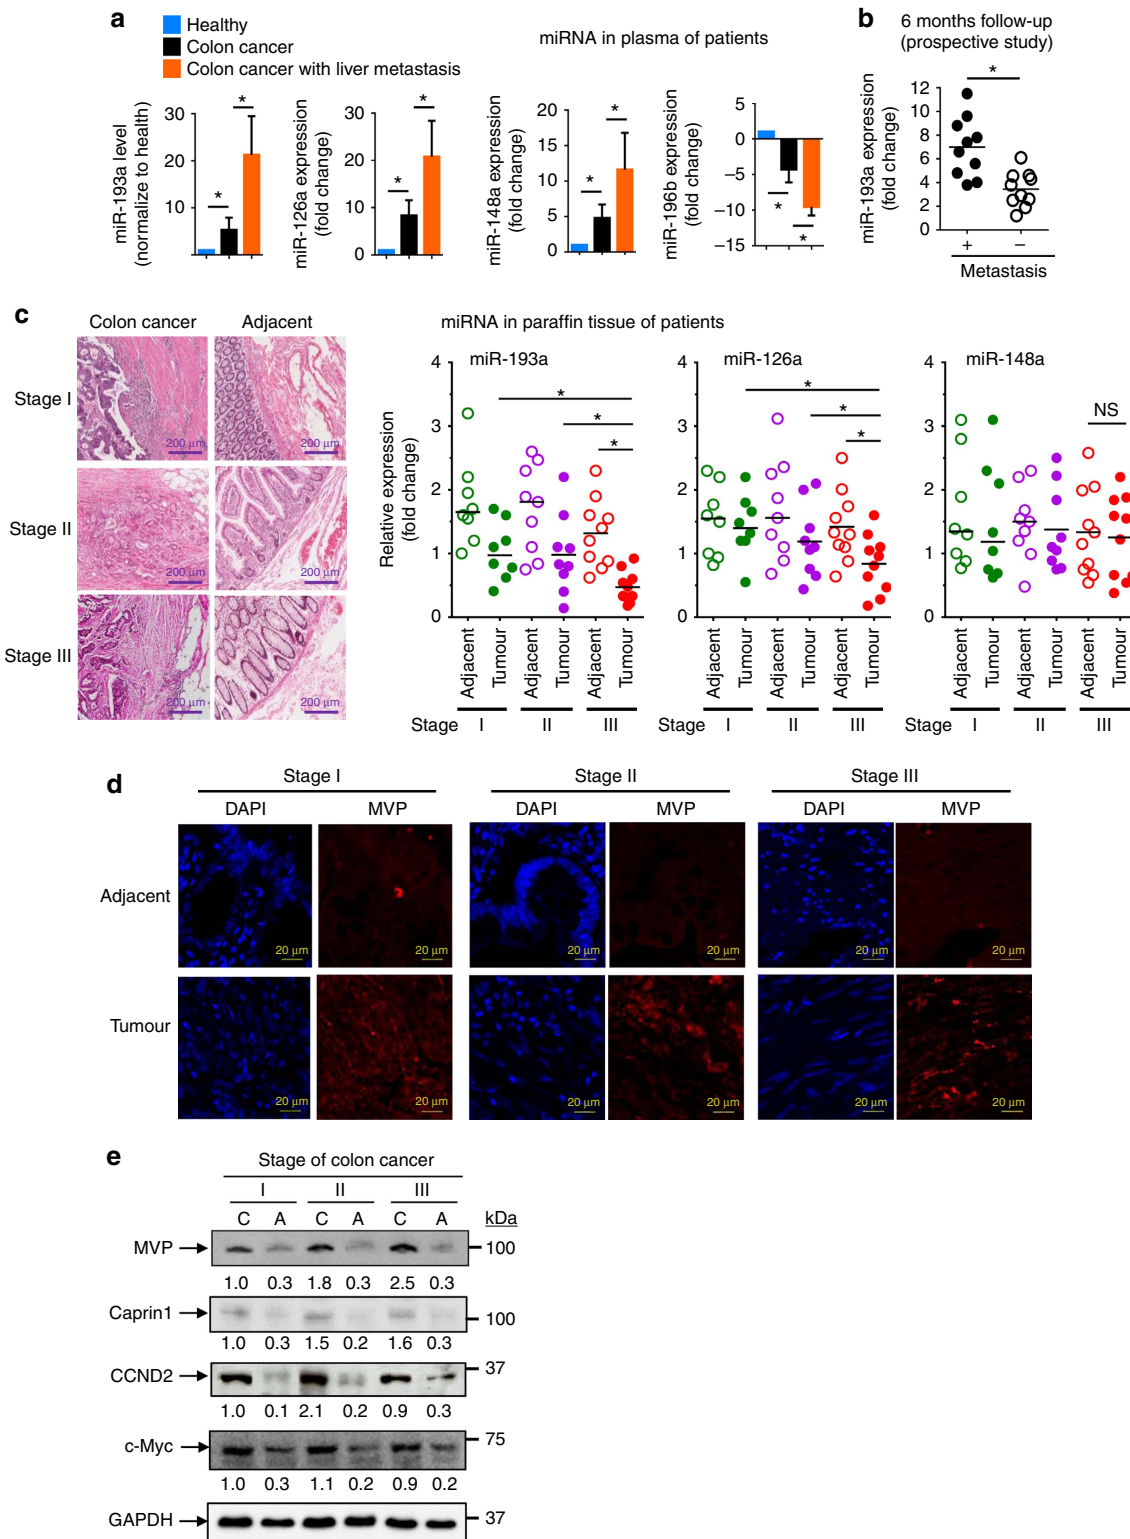 a
Healthy
Colon cancer
Colon cancer with liver metastasis
miRNA in plasma of patients
miR-193a level
(normalize to health)
30
20
10
*
*
miR-126a expression
(fold change)
30
20
10
0
*
*
miR-148a expression
(fold change)
20
15
10
5
0
*
*
miR-196b expression
(fold change)
5
0
−5
−10
−15
*
*
b
6 months follow-up
(prospective study)
miR-193a expression
(fold change)
12
10
8
6
4
2
0
*
+ −
Metastasis
c
Colon cancer Adjacent
Stage I
200 µm 200 µm
Stage II
200 µm 200 µm
Stage III
200 µm 200 µm
miRNA in paraffin tissue of patients
Relative expression
(fold change)
miR-193a
4
3
2
1
0
*
*
*
Adjacent Tumour Adjacent Tumour Adjacent Tumour
Stage I II III
miR-126a
4
3
2
1
0
*
*
*
Adjacent Tumour Adjacent Tumour Adjacent Tumour
Stage I II III
miR-148a
4
3
2
1
0
NS
Adjacent Tumour Adjacent Tumour Adjacent Tumour
Stage I II III
d
Stage I Stage II Stage III
DAPI MVP DAPI MVP DAPI MVP
Adjacent
20 µm 20 µm 20 µm 20 µm 20 µm 20 µm
Tumour
20 µm 20 µm 20 µm 20 µm 20 µm 20 µm
e
Stage of colon cancer
I II III
C A C A C A kDa
MVP 100
1.0 0.3 1.8 0.3 2.5 0.3
Caprin1 100
1.0 0.3 1.5 0.2 1.6 0.3
CCND2 37
1.0 0.1 2.1 0.2 0.9 0.3
c-Myc 75
1.0 0.3 1.1 0.2 0.9 0.2
GAPDH 37